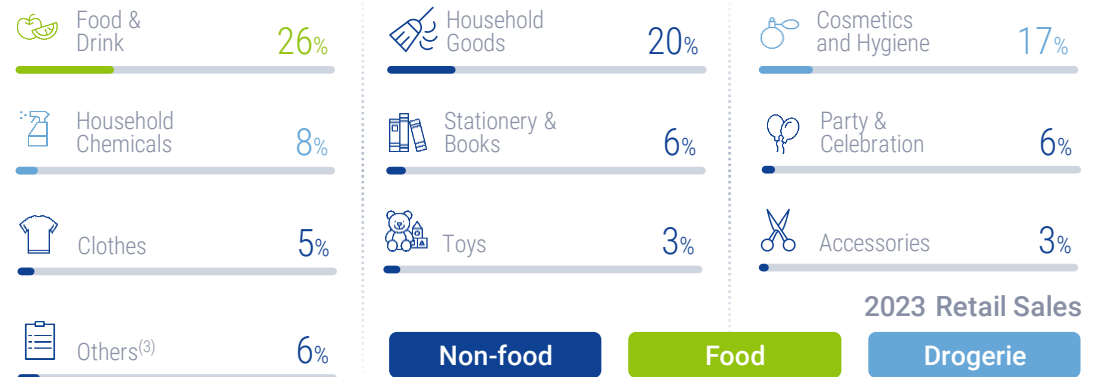 Food &
Drink
26%
Household
Goods
20%
Cosmetics
and Hygiene
17%
Household
Chemicals
8%
Stationery &
Books
6%
Party &
Celebration
6%
Clothes
5%
Toys
3%
Accessories
3%
Others(3)
6%
2023 Retail Sales
Non-food
Food
Drogerie